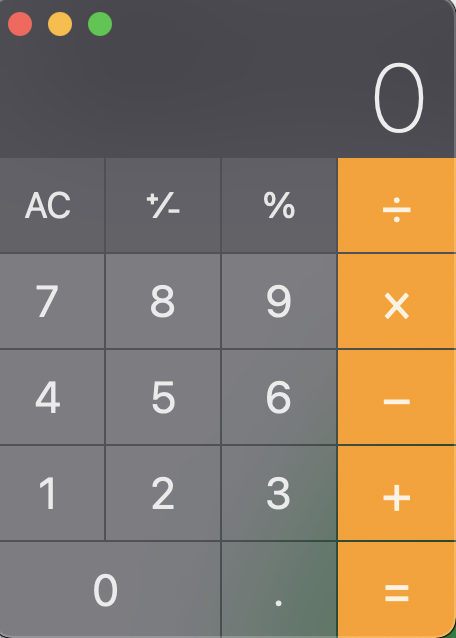 0
AC ⁺∕₋ % ÷
7 8 9 ×
4 5 6 −
1 2 3 +
0 . =